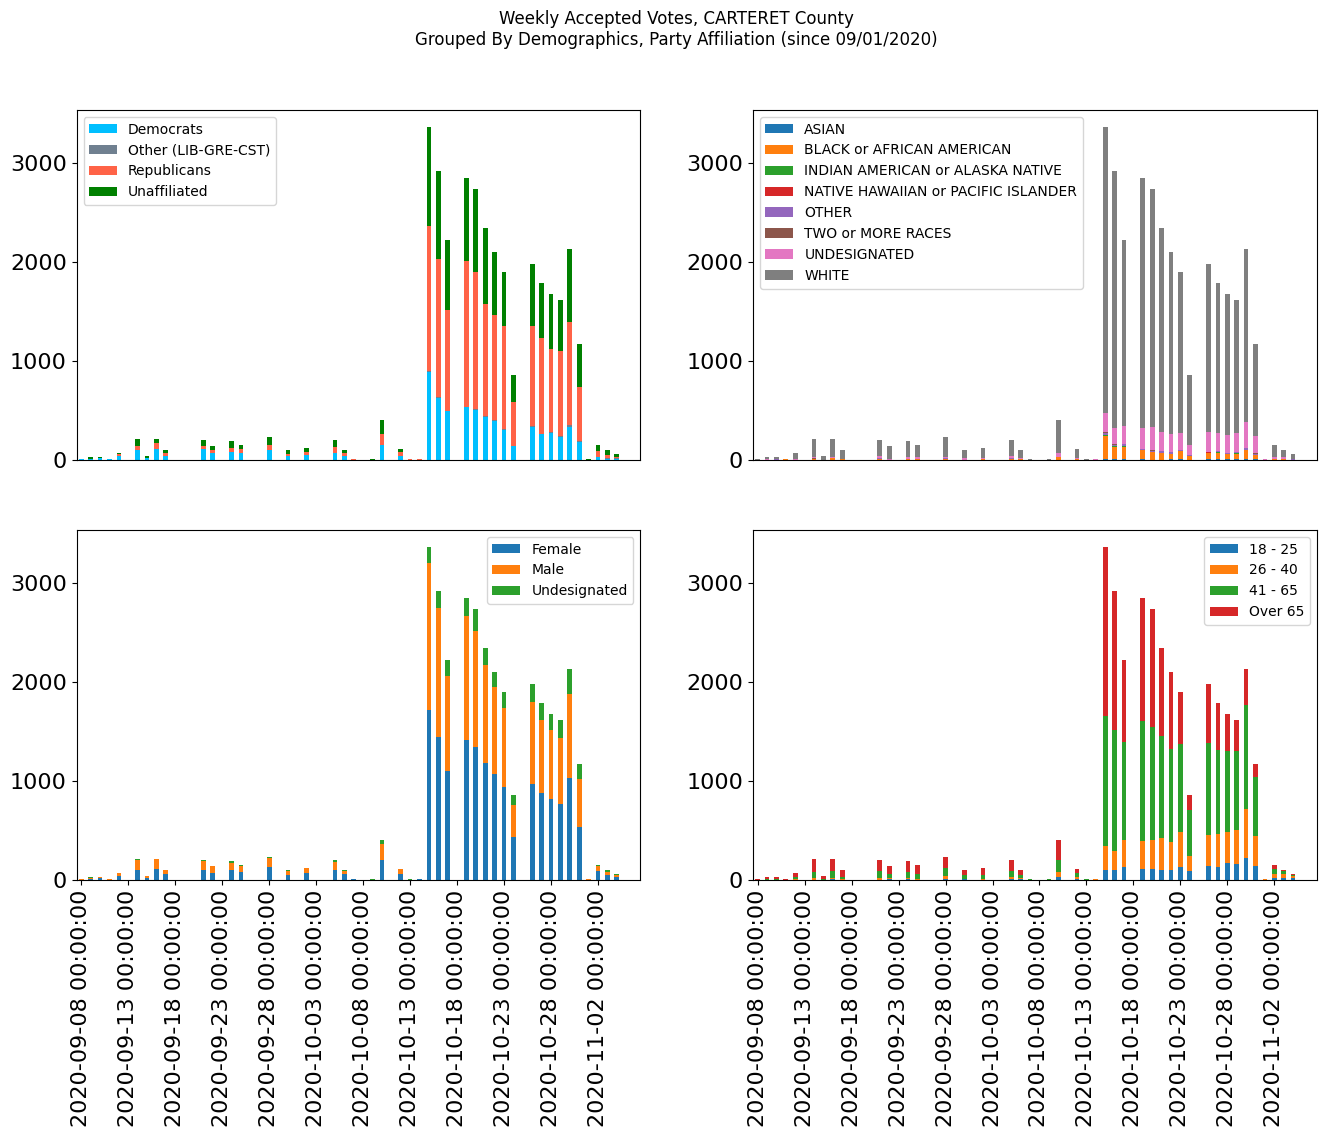 Weekly Accepted Votes, CARTERET County
Grouped By Demographics, Party Affiliation (since 09/01/2020)
Democrats
Other (LIB-GRE-CST)
Republicans
Unaffiliated
3000
2000
1000
0
ASIAN
BLACK or AFRICAN AMERICAN
INDIAN AMERICAN or ALASKA NATIVE
NATIVE HAWAIIAN or PACIFIC ISLANDER
OTHER
TWO or MORE RACES
UNDESIGNATED
WHITE
3000
2000
1000
0
Female
Male
Undesignated
3000
2000
1000
0
2020-09-08 00:00:00
2020-09-13 00:00:00
2020-09-18 00:00:00
2020-09-23 00:00:00
2020-09-28 00:00:00
2020-10-03 00:00:00
2020-10-08 00:00:00
2020-10-13 00:00:00
2020-10-18 00:00:00
2020-10-23 00:00:00
2020-10-28 00:00:00
2020-11-02 00:00:00
18 - 25
26 - 40
41 - 65
Over 65
3000
2000
1000
0
2020-09-08 00:00:00
2020-09-13 00:00:00
2020-09-18 00:00:00
2020-09-23 00:00:00
2020-09-28 00:00:00
2020-10-03 00:00:00
2020-10-08 00:00:00
2020-10-13 00:00:00
2020-10-18 00:00:00
2020-10-23 00:00:00
2020-10-28 00:00:00
2020-11-02 00:00:00